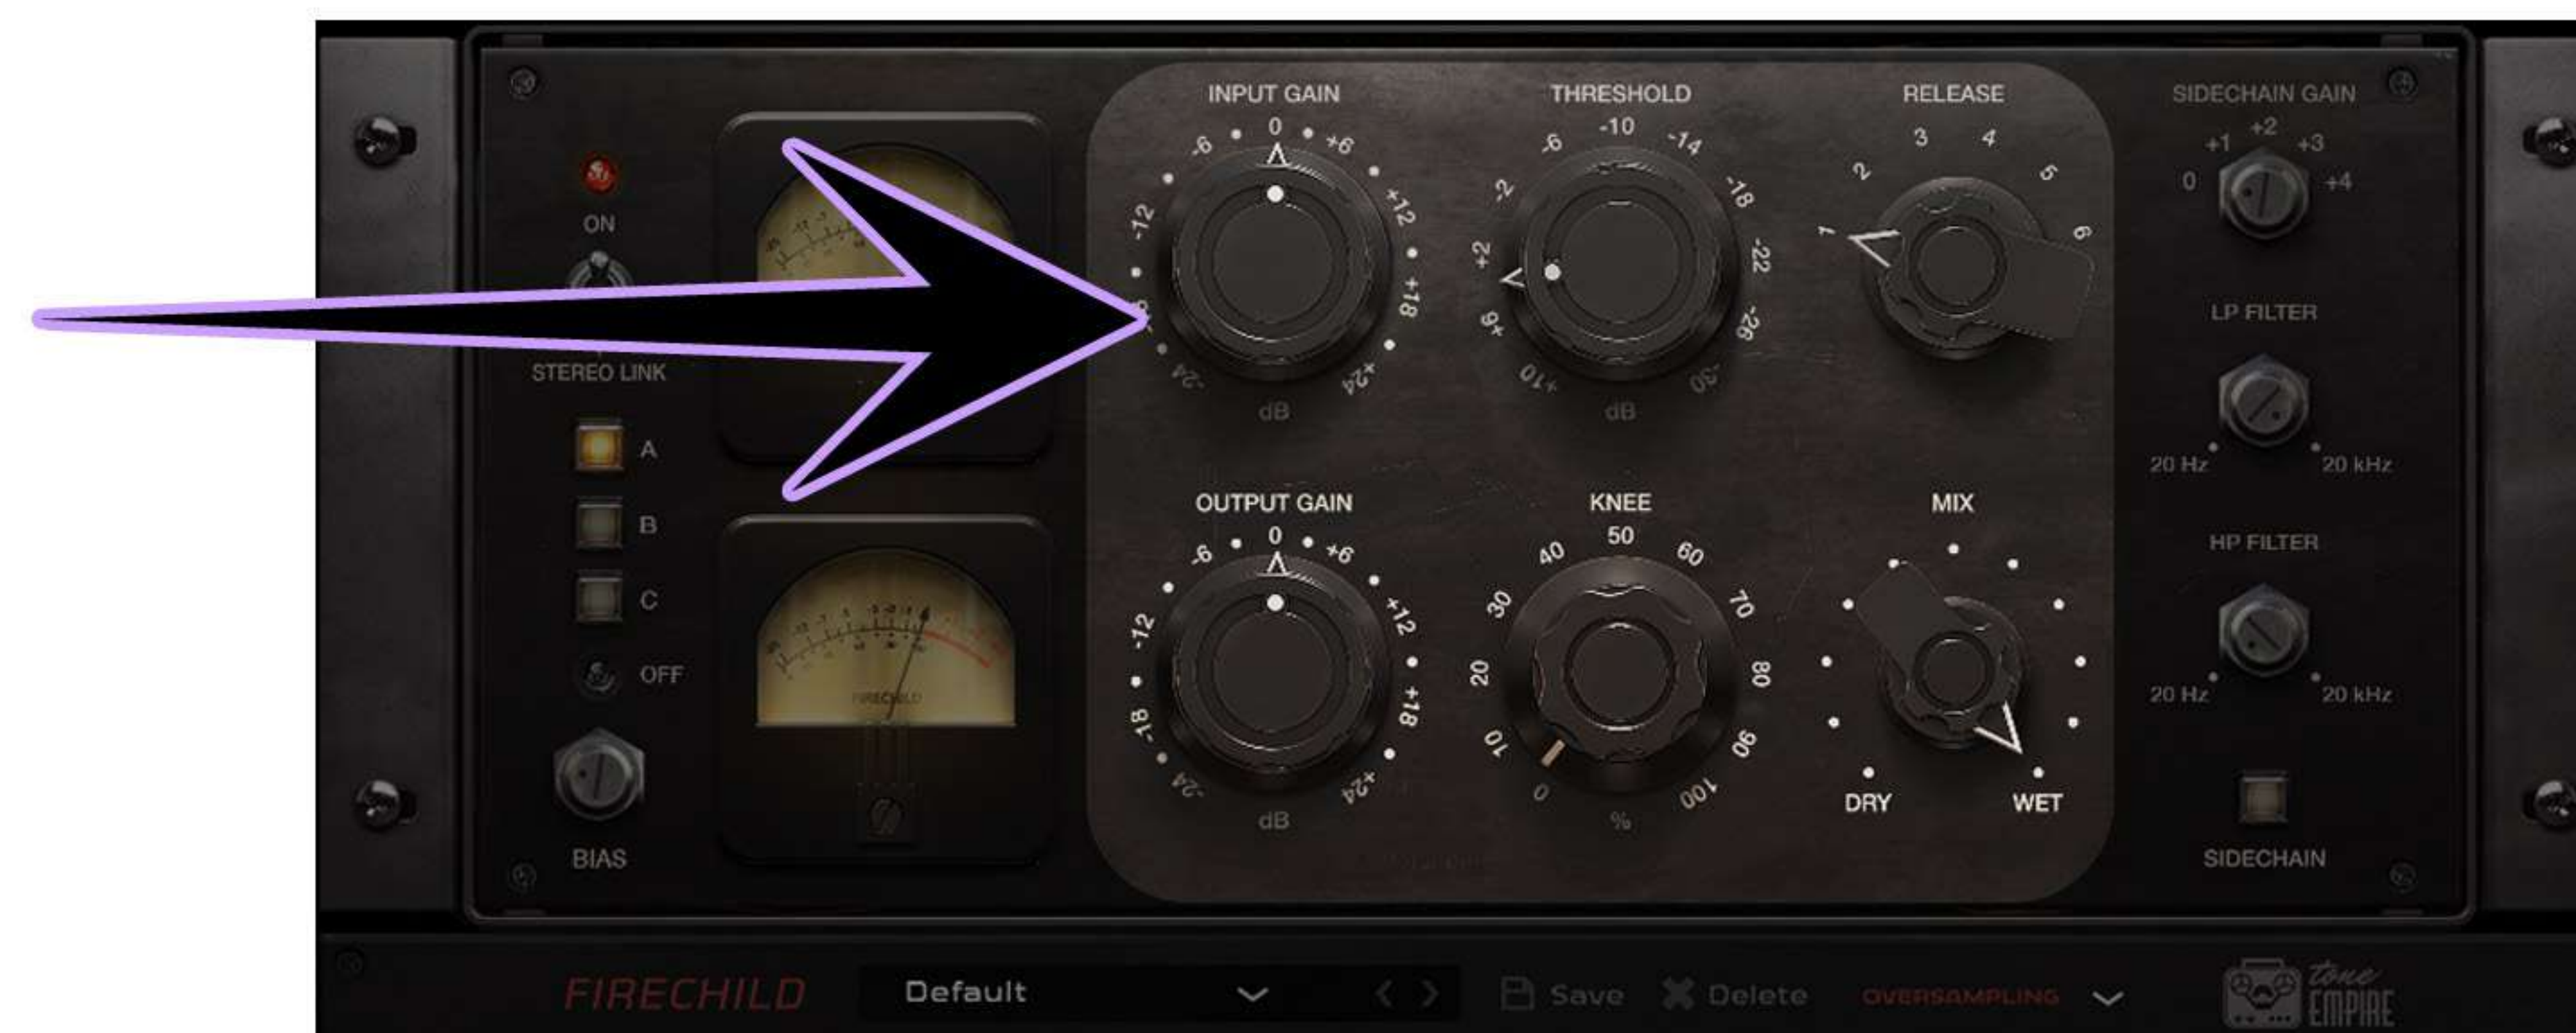 INPUT GAIN
-24 -12 -6 0 +6 +12 +18 +24
dB
THRESHOLD
+10 +6 +2 -2 -6 -10 -14 -18 -22 -26 -30
dB
RELEASE
1 2 3 4 5 6
SIDECHAIN GAIN
0 +1 +2 +3 +4
ON
STEREO LINK
A
B
C
OFF
BIAS
LP FILTER
20 Hz 20 kHz
OUTPUT GAIN
-24 -18 -12 -6 0 +6 +12 +18 +24
dB
KNEE
0 10 20 30 40 50 60 70 80 90 100
%
MIX
DRY WET
HP FILTER
20 Hz 20 kHz
SIDECHAIN
FIRECHILD
FIRECHILD
Default
Save
Delete
OVERSAMPLING
tone
EMPIRE